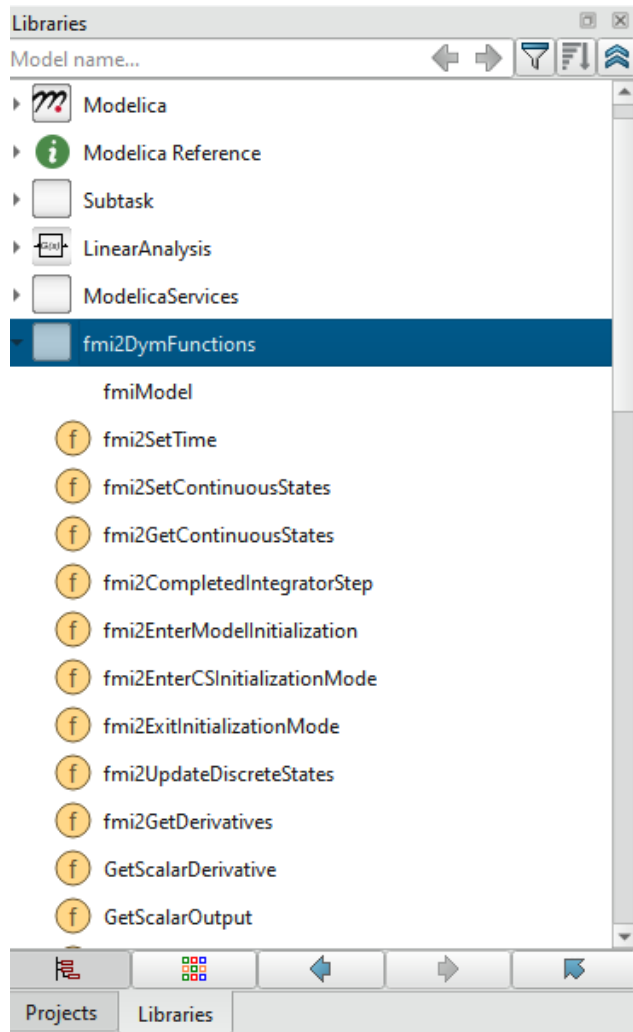 Libraries
Model name...
Modelica
Modelica Reference
Subtask
G(s)
LinearAnalysis
ModelicaServices
fmi2DymFunctions
fmiModel
f fmi2SetTime
f fmi2SetContinuousStates
f fmi2GetContinuousStates
f fmi2CompletedIntegratorStep
f fmi2EnterModelInitialization
f fmi2EnterCSInitializationMode
f fmi2ExitInitializationMode
f fmi2UpdateDiscreteStates
f fmi2GetDerivatives
f GetScalarDerivative
f GetScalarOutput
Projects Libraries